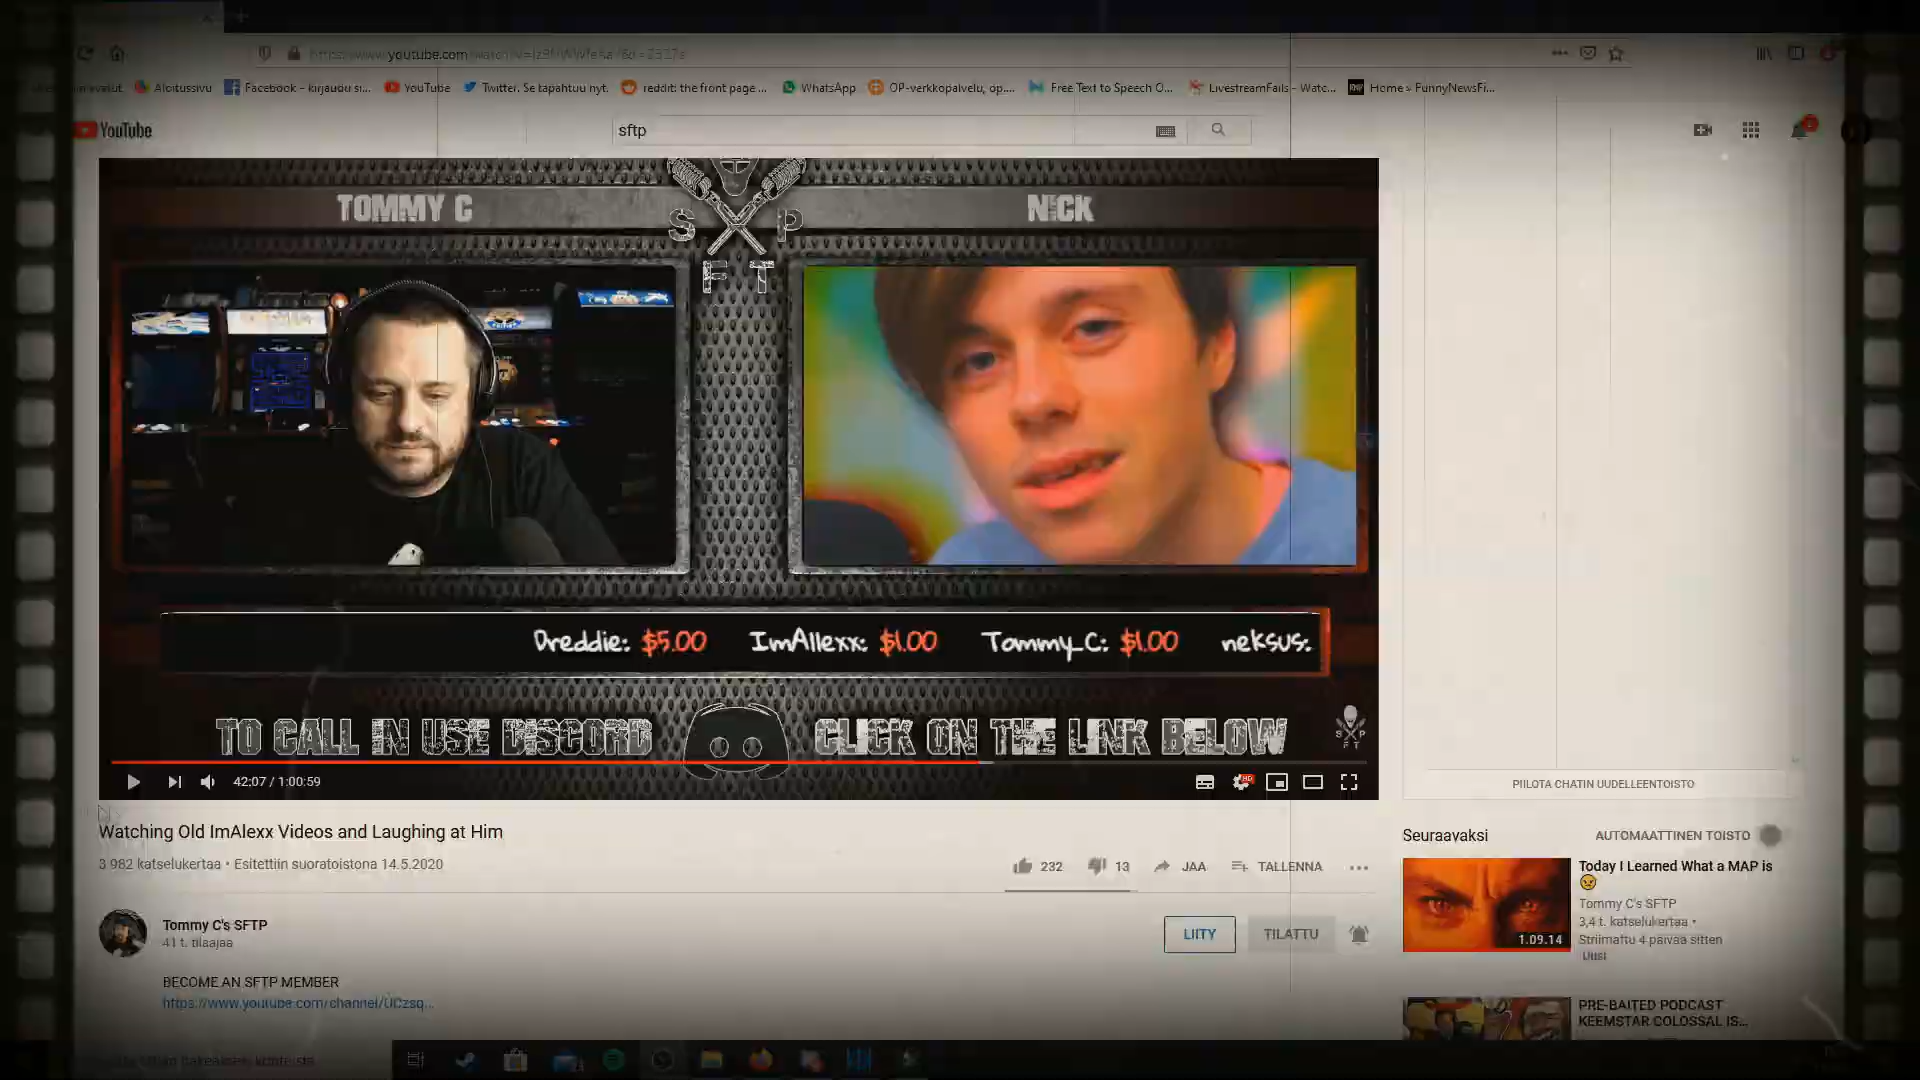 youtube.com
Aloitussivu
Facebook – kirjaudu si...
YouTube
Twitter. Se tapahtuu nyt.
reddit: the front page ...
WhatsApp
OP-verkkopalvelu, op....
Free Text to Speech O...
LivestreamFails - Watc...
Home » FunnyNewsFi...
YouTube
sftp
TOMMY C
NICK
S P
F T
Dreddie: $5.00 ImAllexx: $1.00 Tommy_C: $1.00 neksus:
TO CALL IN USE DISCORD
CLICK ON THE LINK BELOW
S P
F T
42:07 / 1:00:59
HD
PIILOTA CHATIN UUDELLEENTOISTO
Watching Old ImAlexx Videos and Laughing at Him
3 982 katselukertaa • Esitettiin suoratoistona 14.5.2020
232
13
JAA
TALLENNA
Tommy C's SFTP
41 t. tilaajaa
LIITY
TILATTU
BECOME AN SFTP MEMBER
https://www.youtube.com/channel/UCzsq...
Seuraavaksi
AUTOMAATTINEN TOISTO
1.09.14
Today I Learned What a MAP is
Tommy C's SFTP
3,4 t. katselukertaa •
Striimattu 4 päivää sitten
Uusi
PRE-BAITED PODCAST
KEEMSTAR COLOSSAL IS...